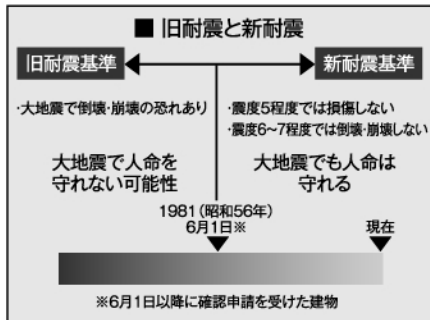 ■ 旧耐震と新耐震
旧耐震基準
新耐震基準
・大地震で倒壊・崩壊の恐れあり
・震度5程度では損傷しない
・震度6〜7程度では倒壊・崩壊しない
大地震で人命を
守れない可能性
大地震でも人命は
守れる
1981(昭和56年)
6月1日※
現在
※6月1日以降に確認申請を受けた建物